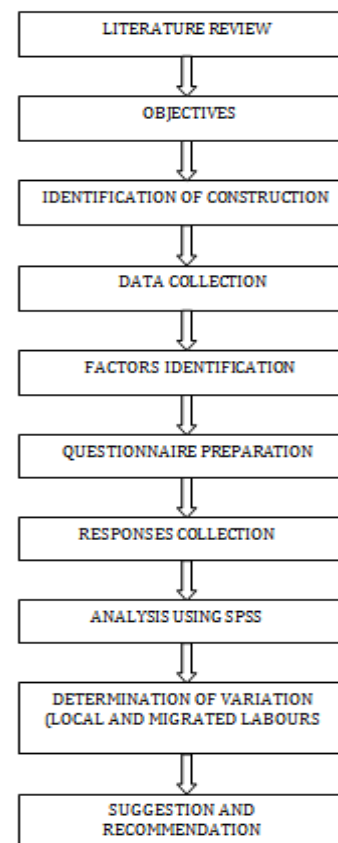 LITERATURE REVIEW
OBJECTIVES
IDENTIFICATION OF CONSTRUCTION
DATA COLLECTION
FACTORS IDENTIFICATION
QUESTIONNAIRE PREPARATION
RESPONSES COLLECTION
ANALYSIS USING SPSS
DETERMINATION OF VARIATION
(LOCAL AND MIGRATED LABOURS
SUGGESTION AND
RECOMMENDATION